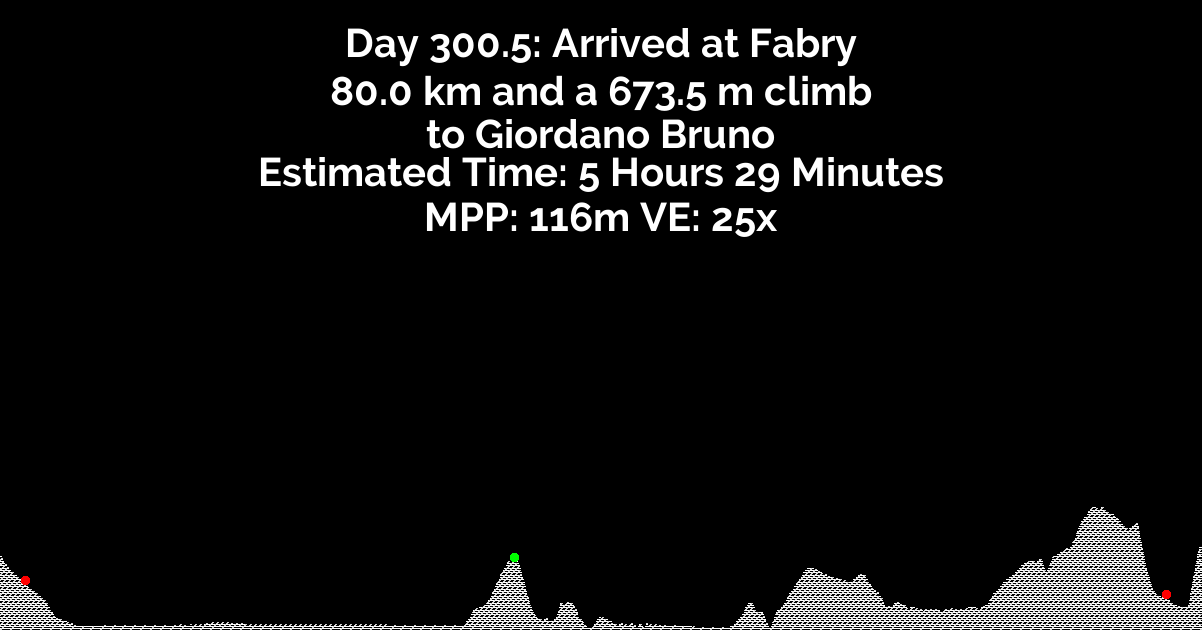 Day 300.5: Arrived at Fabry
80.0 km and a 673.5 m climb
to Giordano Bruno
Estimated Time: 5 Hours 29 Minutes
MPP: 116m VE: 25x